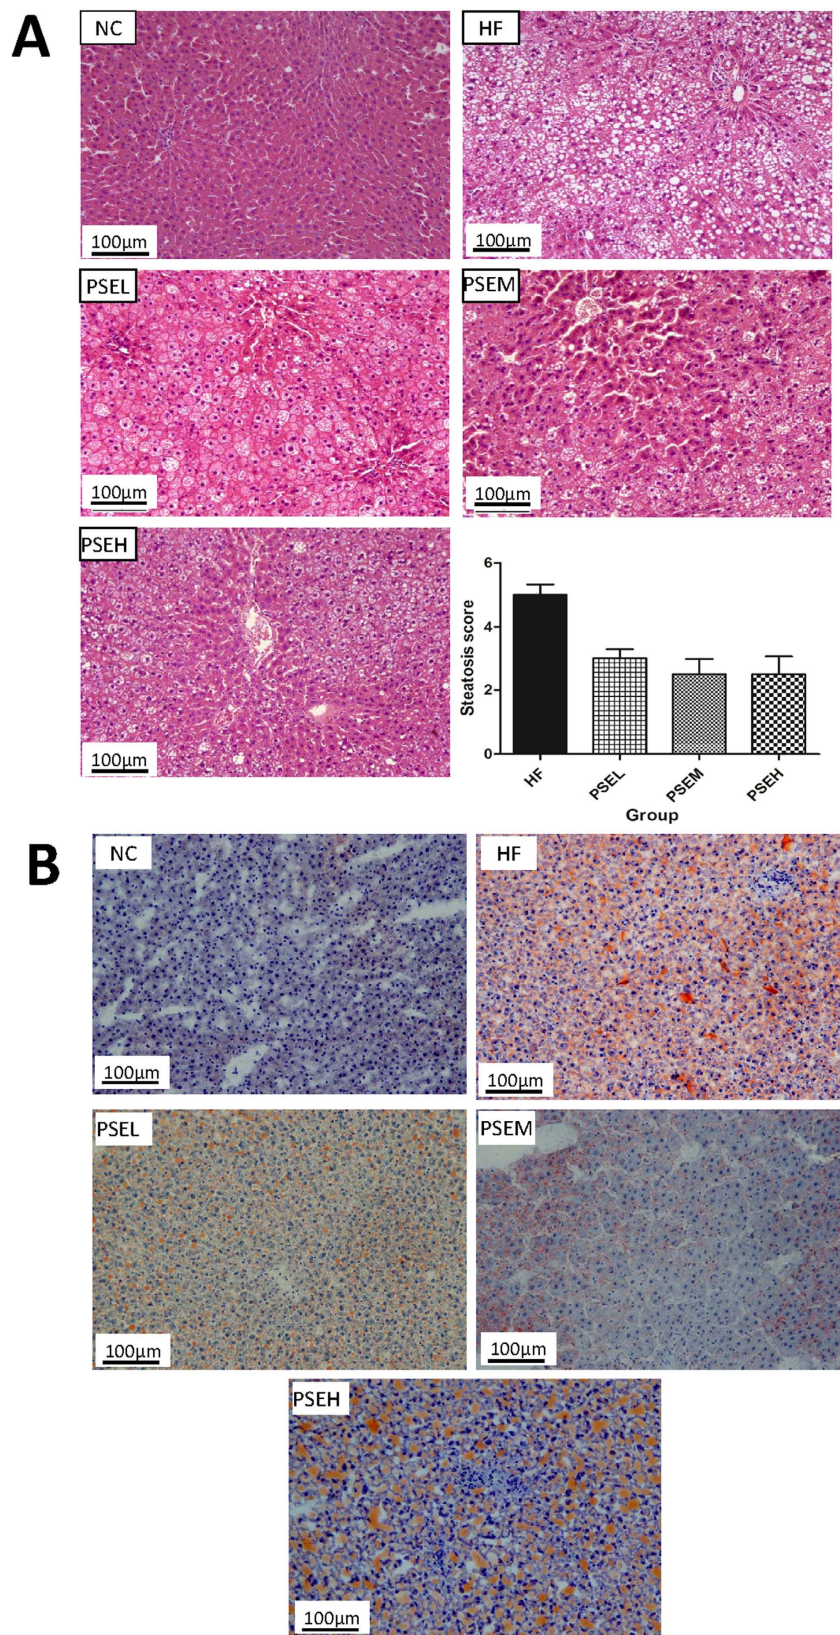 A
NC
100µm
HF
100µm
PSEL
100µm
PSEM
100µm
PSEH
100µm
6
4
2
0
Steatosis score
HF
PSEL
PSEM
PSEH
Group
B
NC
100µm
HF
100µm
PSEL
100µm
PSEM
100µm
PSEH
100µm